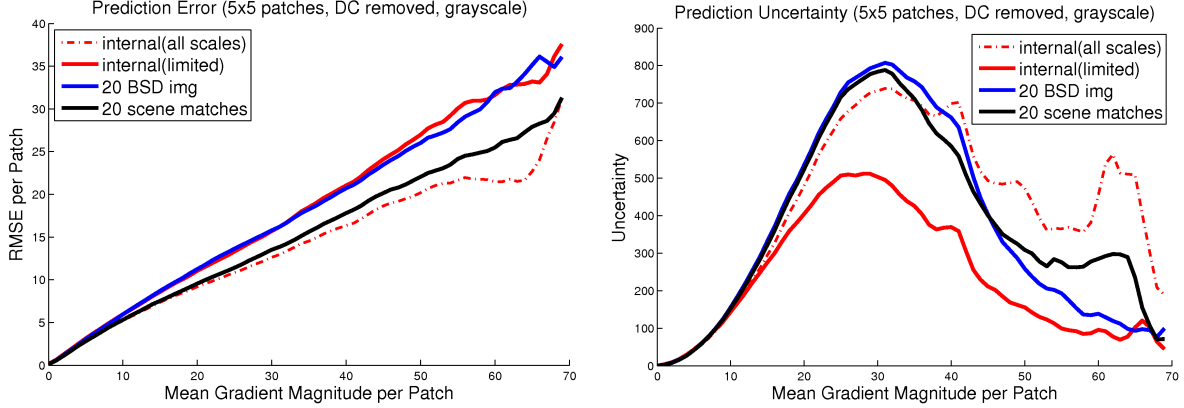 Prediction Error (5x5 patches, DC removed, grayscale)
internal(all scales)
internal(limited)
20 BSD img
20 scene matches
RMSE per Patch
40
35
30
25
20
15
10
5
0
0 10 20 30 40 50 60 70
Mean Gradient Magnitude per Patch
Prediction Uncertainty (5x5 patches, DC removed, grayscale)
internal(all scales)
internal(limited)
20 BSD img
20 scene matches
Uncertainty
900
800
700
600
500
400
300
200
100
0
0 10 20 30 40 50 60 70
Mean Gradient Magnitude per Patch